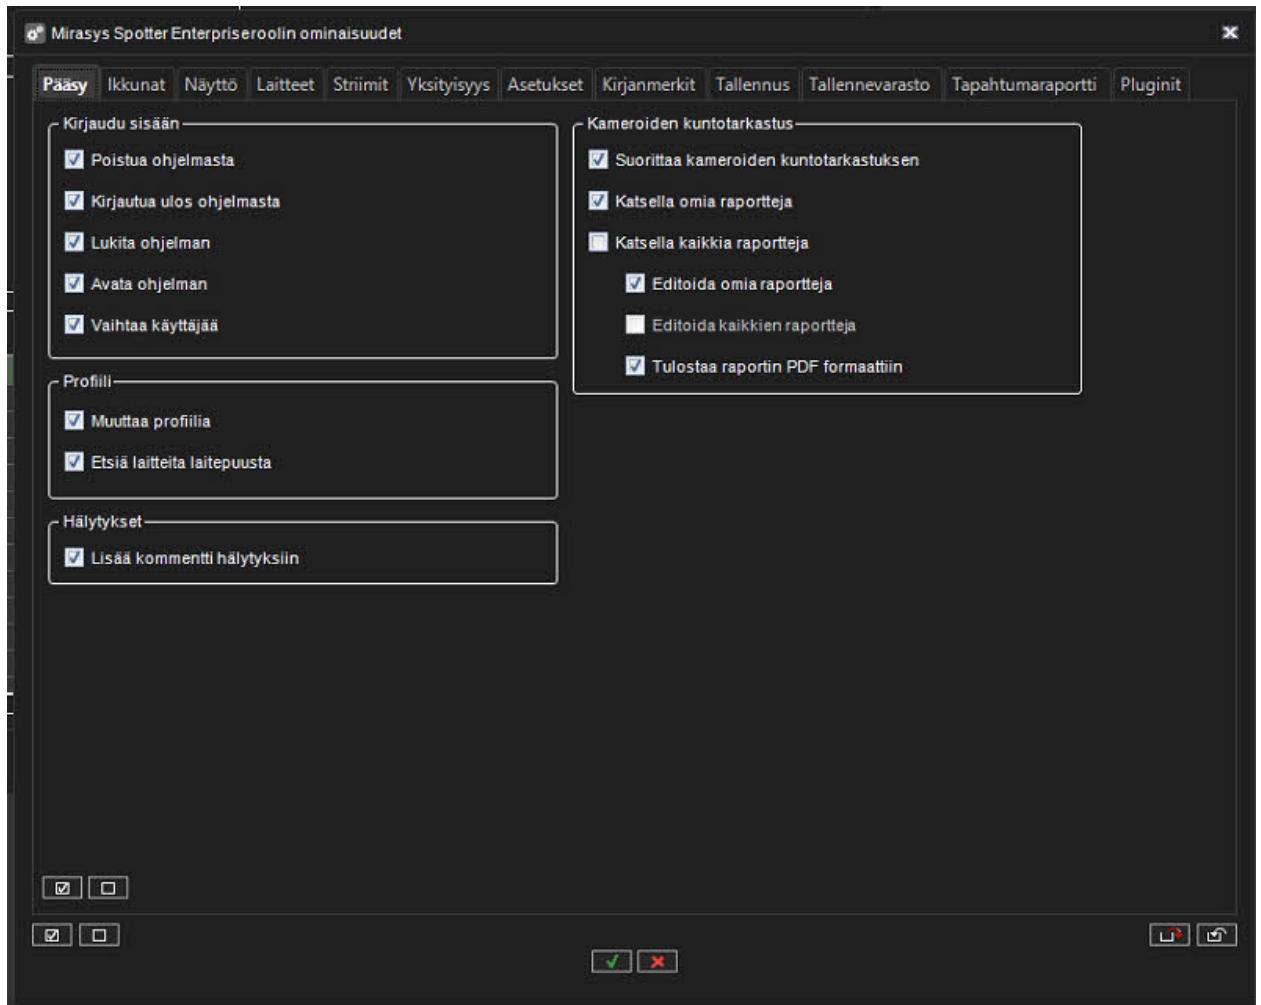 Mirasys Spotter Enterpriseroolin ominaisuudet
Pääsy Ikkunat Näyttö Laitteet Striimit Yksityisyys Asetukset Kirjanmerkit Tallennus Tallennevarasto Tapahtumaraportti Pluginit
Kirjaudu sisään
Poistua ohjelmasta
Kirjautua ulos ohjelmasta
Lukita ohjelman
Avata ohjelman
Vaihtaa käyttäjää
Profiili
Muuttaa profiilia
Etsiä laitteita laitepuusta
Hälytykset
Lisää kommentti hälytyksiin
Kameroiden kuntotarkastus
Suorittaa kameroiden kuntotarkastuksen
Katsella omia raportteja
Katsella kaikkia raportteja
Editoida omia raportteja
Editoida kaikkien raportteja
Tulostaa raportin PDF formaattiin